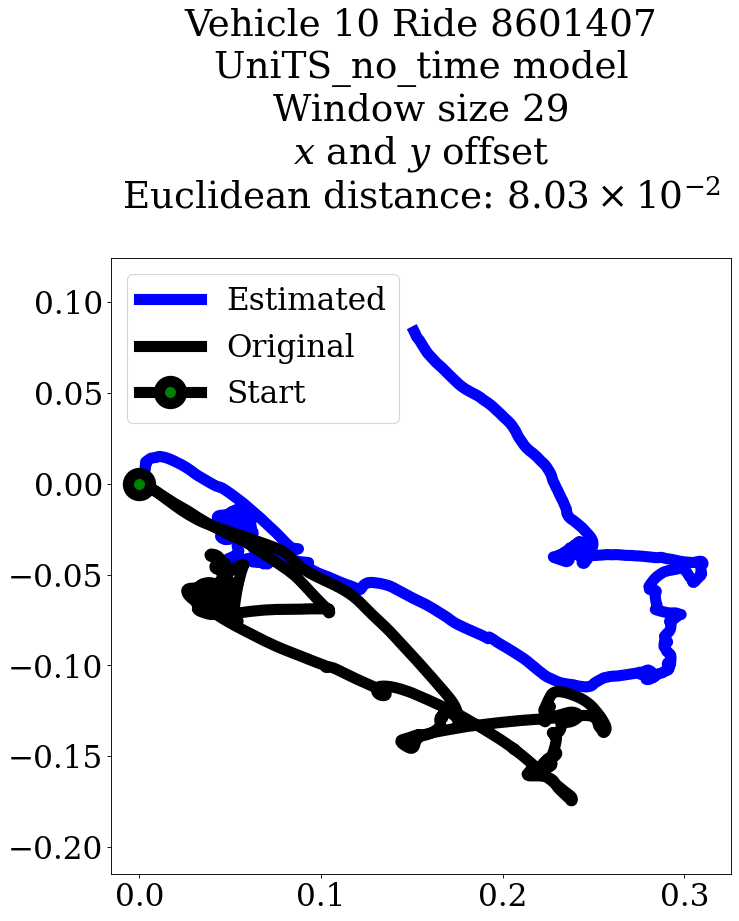 Vehicle 10 Ride 8601407
UniTS_no_time model
Window size 29
x and y offset
Euclidean distance: 8.03 × 10⁻²
Estimated
Original
Start
0.10
0.05
0.00
−0.05
−0.10
−0.15
−0.20
0.0 0.1 0.2 0.3